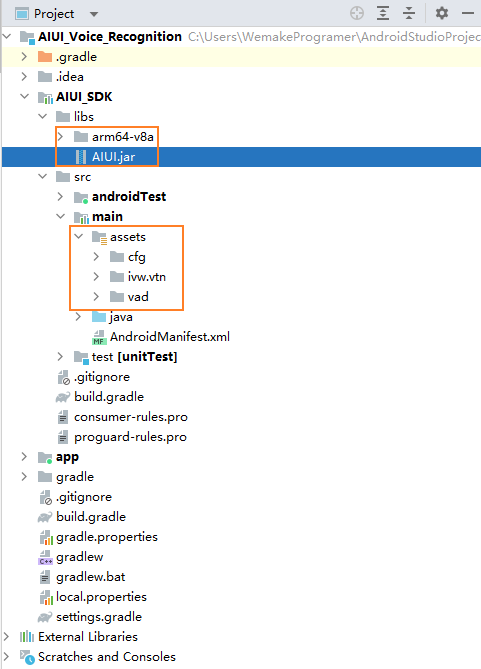 Project
AIUI_Voice_Recognition C:\Users\WemakeProgramer\AndroidStudioProjec
.gradle
.idea
AIUI_SDK
libs
arm64-v8a
AIUI.jar
src
androidTest
main
assets
cfg
ivw.vtn
vad
java
MF AndroidManifest.xml
test [unitTest]
.gitignore
build.gradle
consumer-rules.pro
proguard-rules.pro
app
gradle
.gitignore
build.gradle
gradle.properties
C++ gradlew
gradlew.bat
local.properties
settings.gradle
External Libraries
Scratches and Consoles